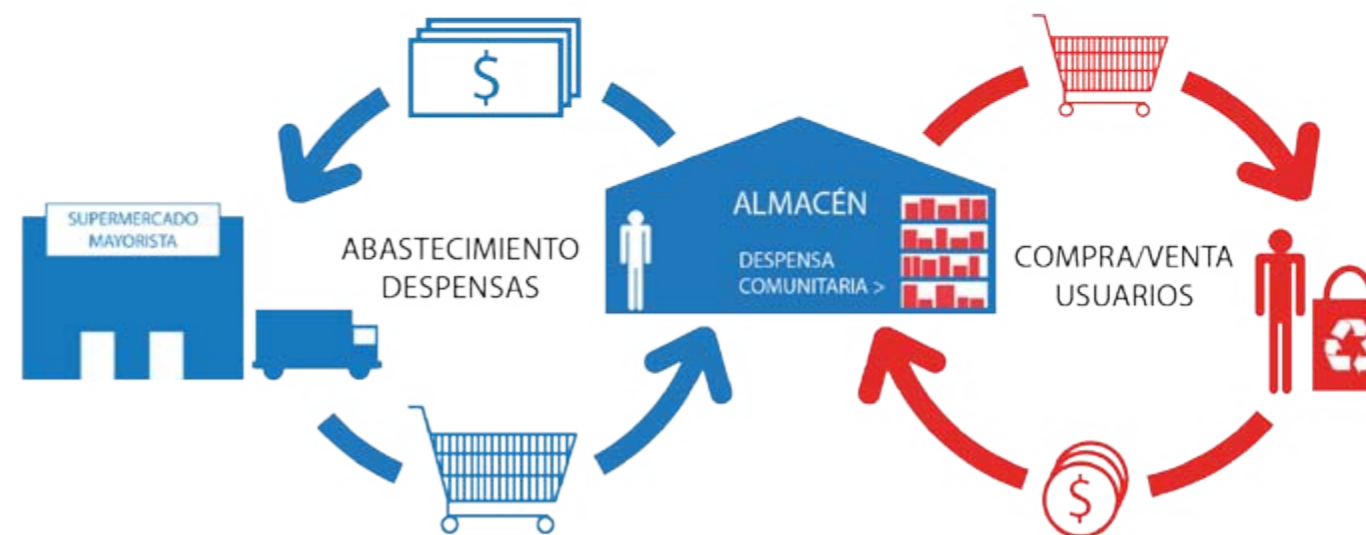 $
SUPERMERCADO
MAYORISTA
ABASTECIMIENTO
DESPENSAS
ALMACÉN
DESPENSA
COMUNITARIA >
COMPRA/VENTA
USUARIOS
$